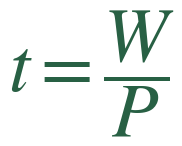 t = W/P